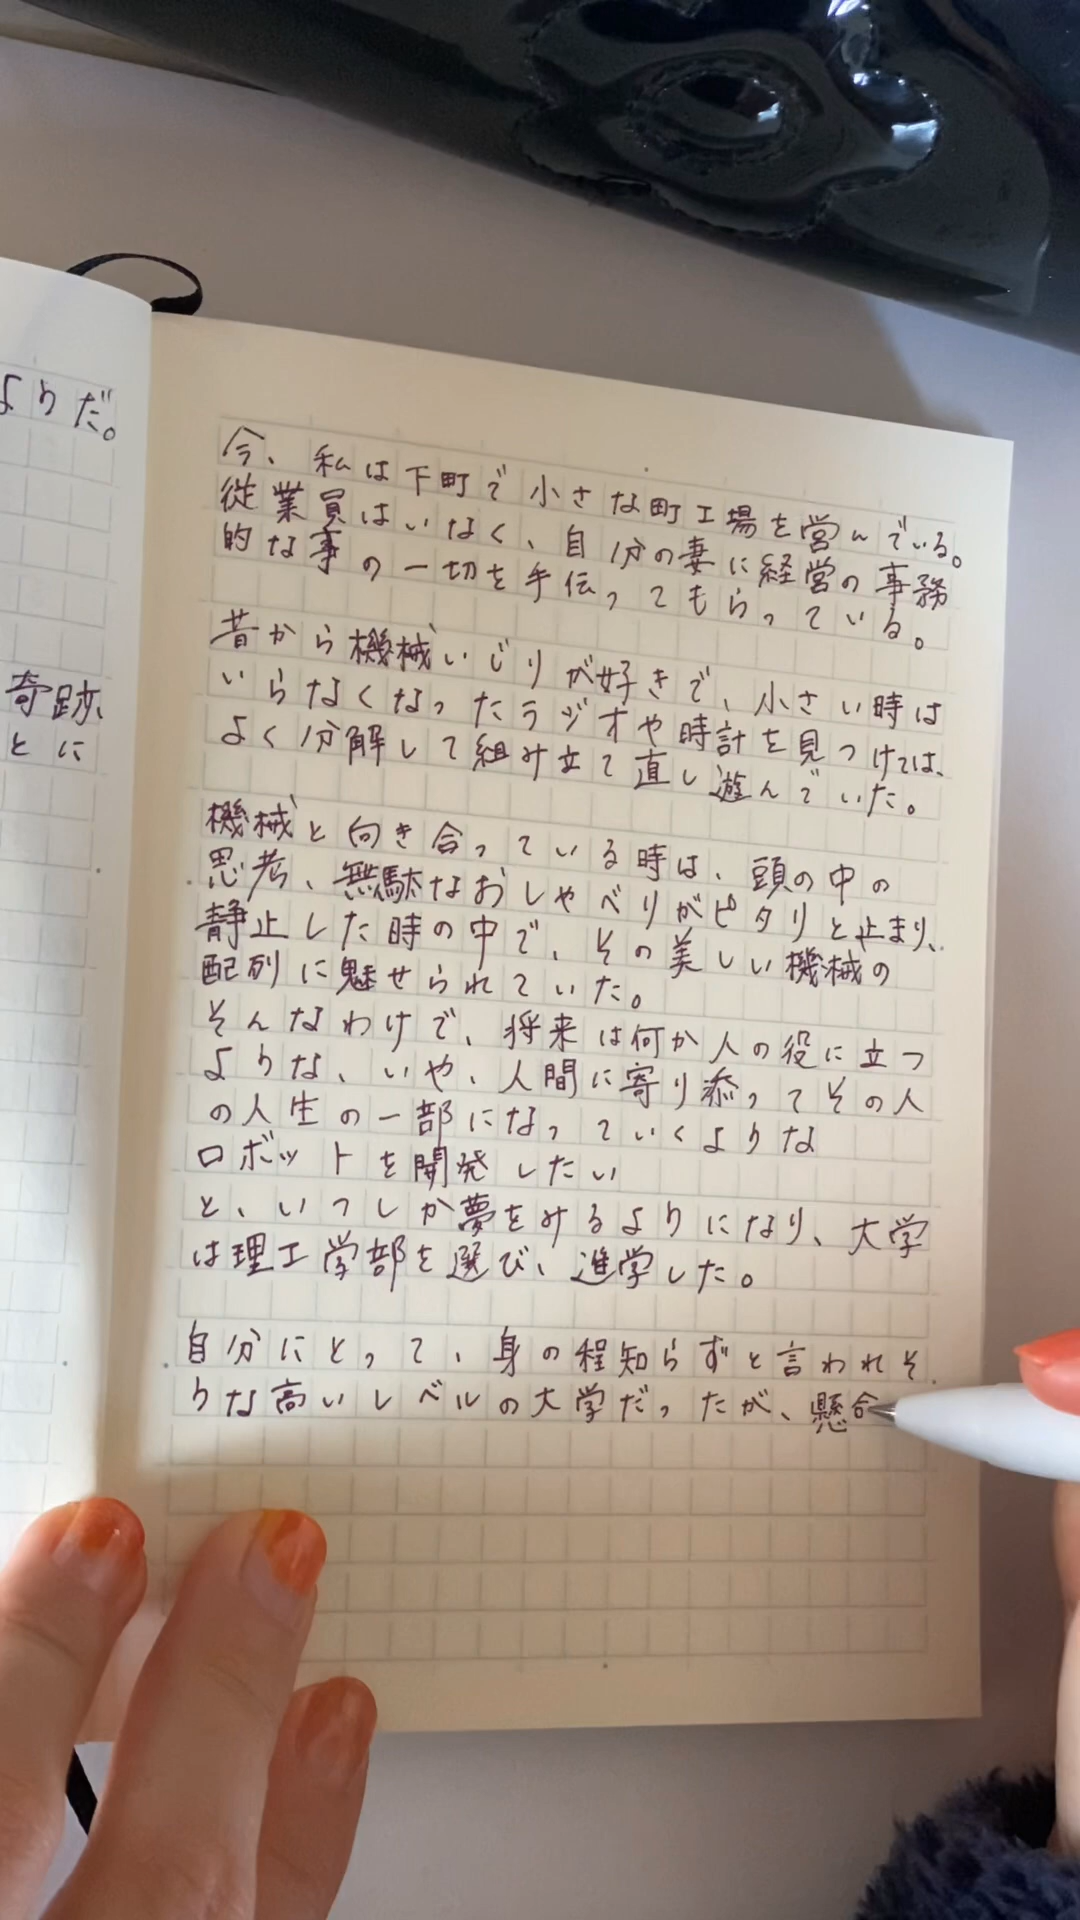 よりだ。
奇跡、
とに
今、私は下町で小さな町工場を営んでいる。
従業員はいなく、自分の妻に経営の事務
的な事の一切を手伝ってもらっている。
昔から機械いじりが好きで、小さい時は
いらなくなったラジオや時計を見つけては、
よく分解して組み立て直し遊んでいた。
機械と向き合っている時は、頭の中の
思考、無駄なおしゃべりがピタリと止まり、
静止した時の中で、その美しい機械の
配列に魅せられていた。
そんなわけで、将来は何か人の役に立つ
ような、いや、人間に寄り添ってその人
の人生の一部になっていくような
ロボットを開発したい
と、いつしか夢をみるようになり、大学
は理工学部を選び、進学した。
自分にとって、身の程知らずと言われそ
うな高いレベルの大学だったが、懸命